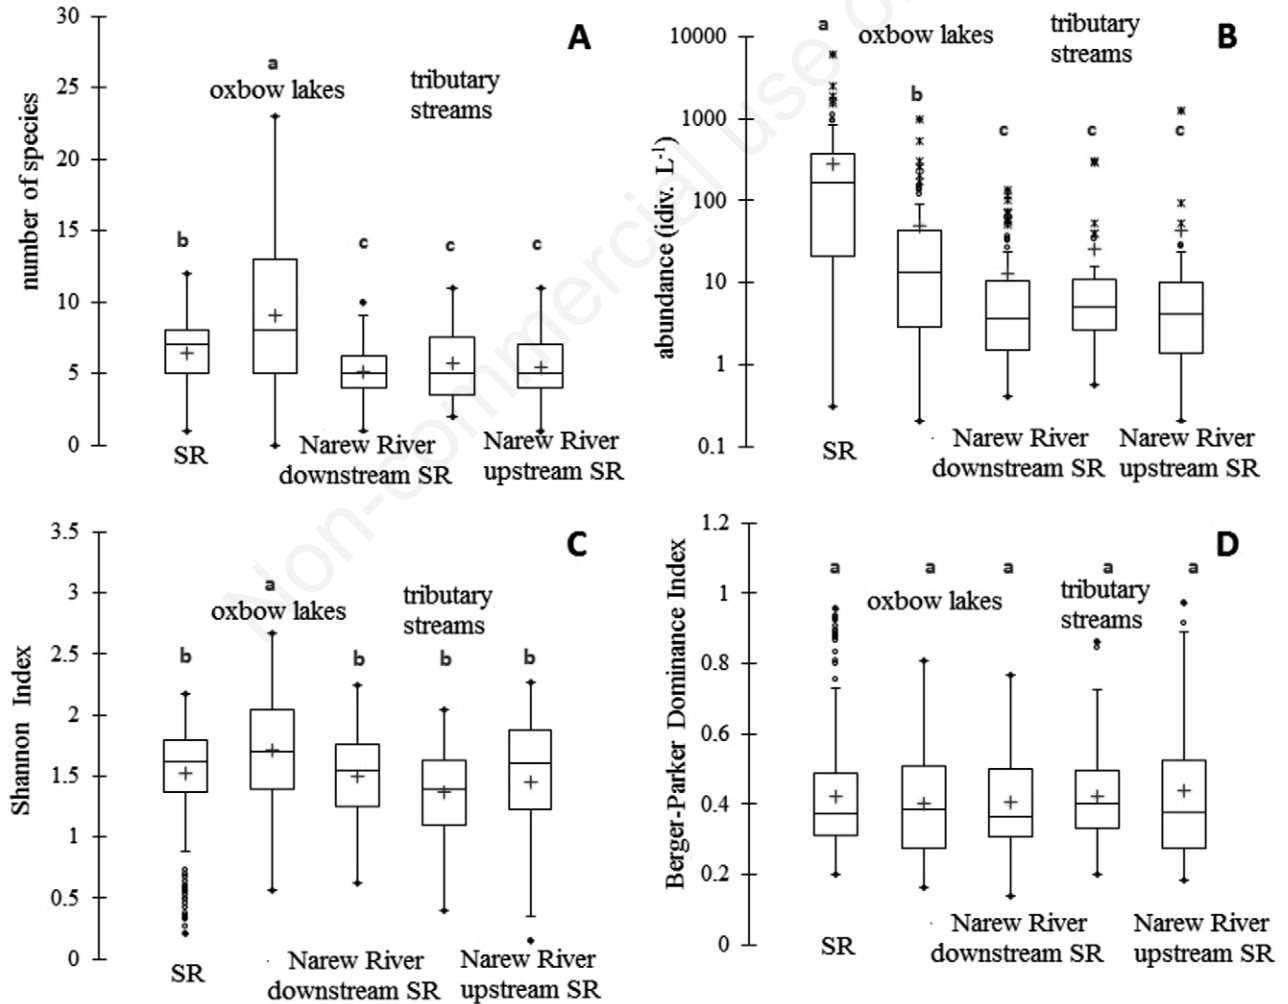 A
30
25
20
15
10
5
0
number of species
a
oxbow lakes
tributary
streams
b
c
c
c
SR
Narew River
downstream SR
Narew River
upstream SR
B
10000
1000
100
10
1
0.1
abundance (idiv. L-1)
a
oxbow lakes
tributary
streams
b
c
c
c
SR
Narew River
downstream SR
Narew River
upstream SR
C
3.5
3
2.5
2
1.5
1
0.5
0
Shannon Index
a
oxbow lakes
tributary
streams
b
b
b
b
SR
Narew River
downstream SR
Narew River
upstream SR
D
1.2
1
0.8
0.6
0.4
0.2
0
Berger-Parker Dominance Index
a
a
a
a
a
oxbow lakes
tributary
streams
SR
Narew River
downstream SR
Narew River
upstream SR
Non-commercial use